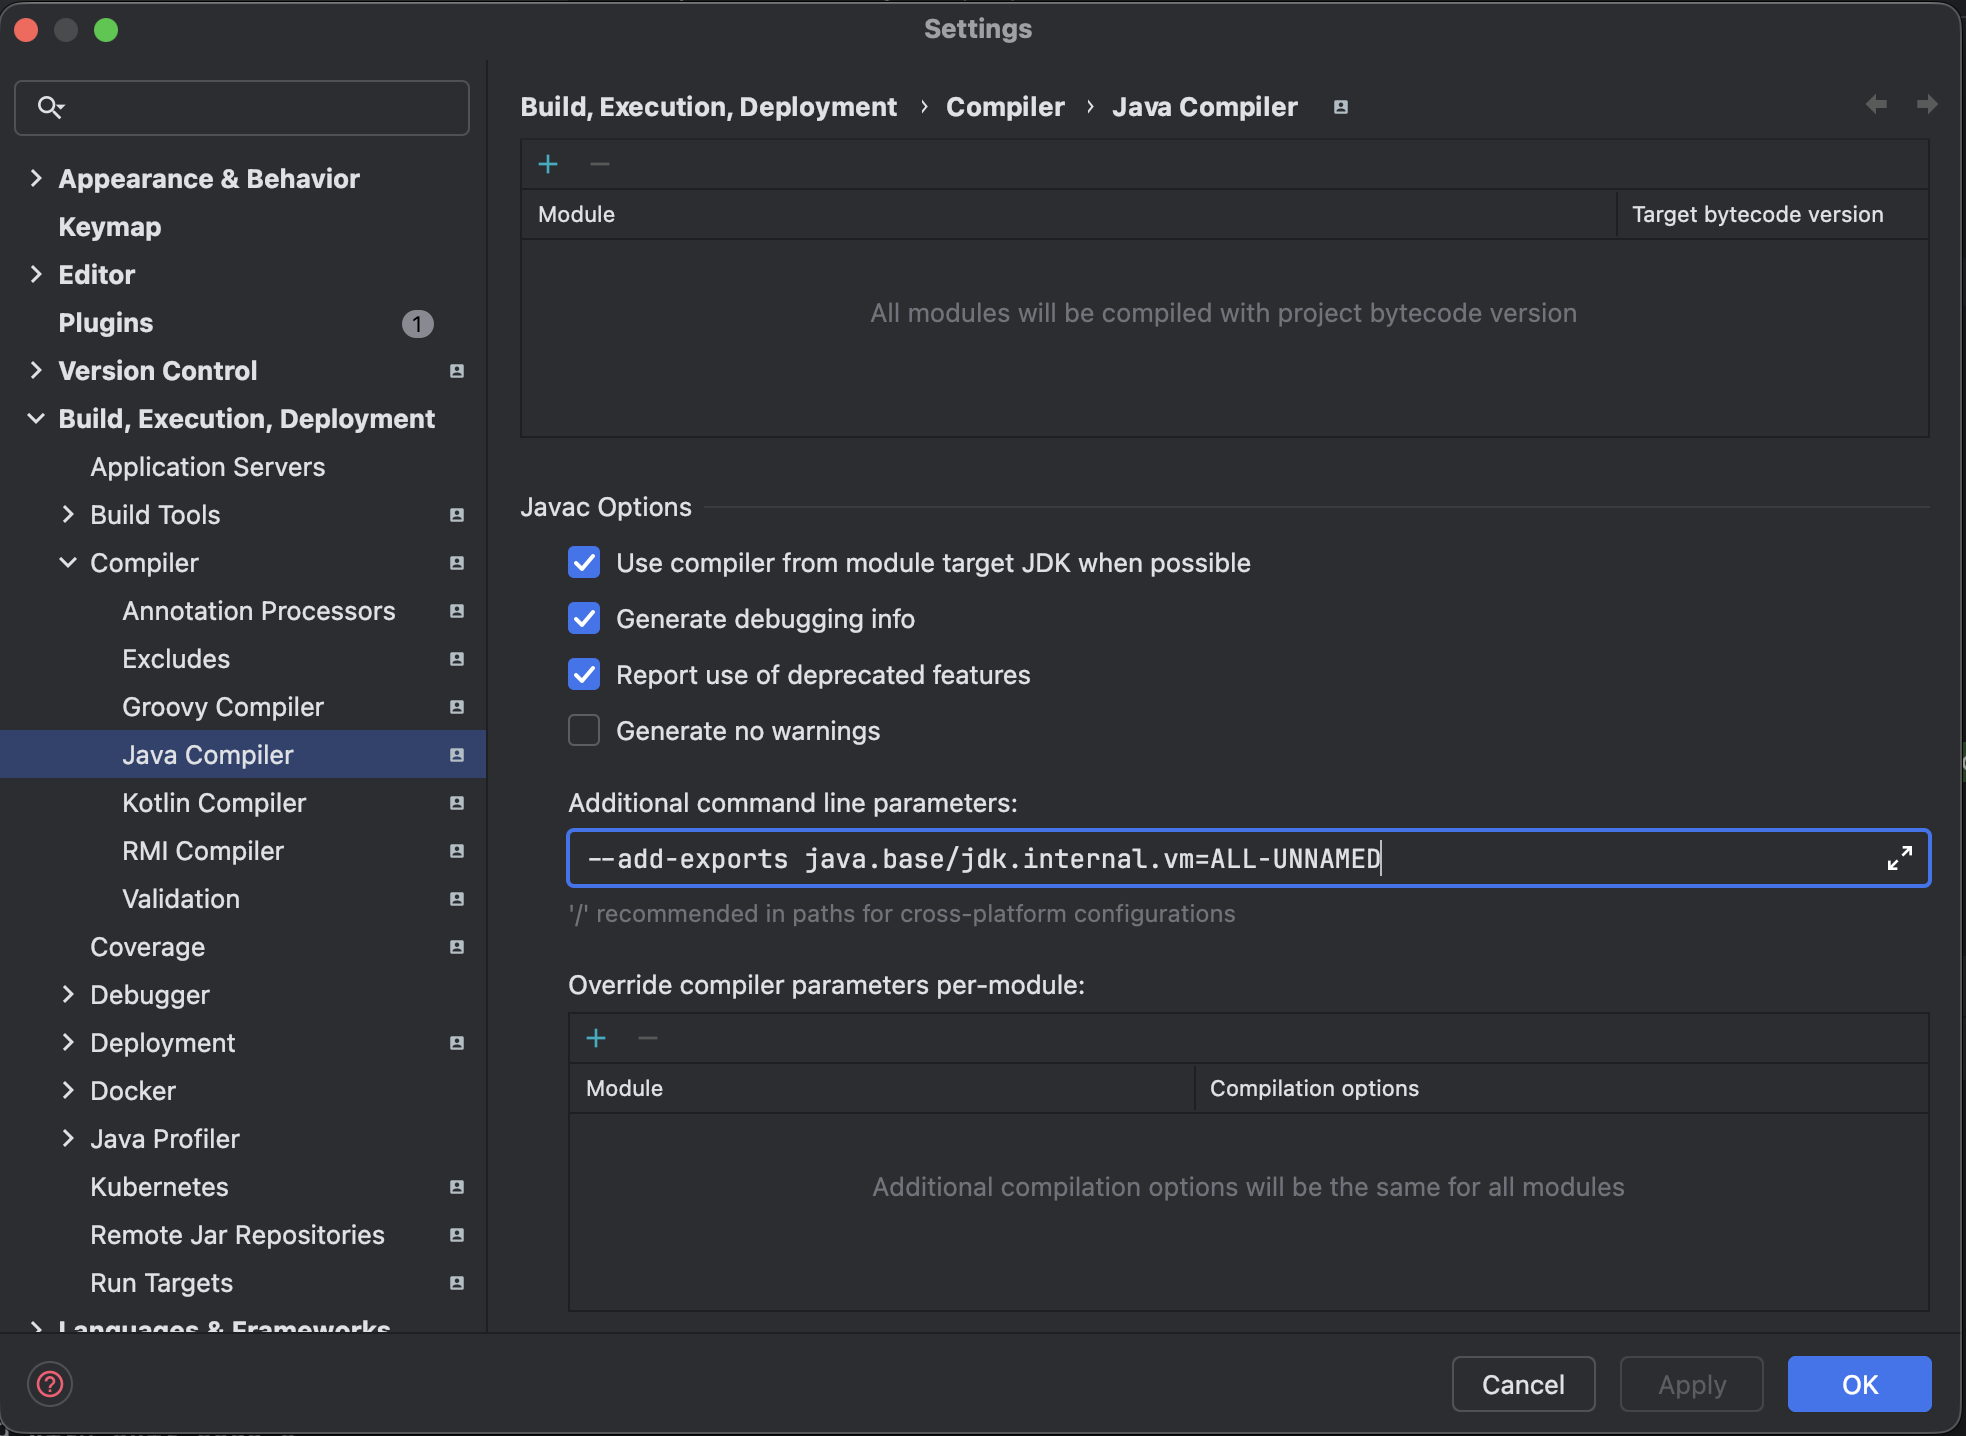 Settings
Build, Execution, Deployment › Compiler › Java Compiler
Appearance & Behavior
Keymap
Editor
Plugins 1
Version Control
Build, Execution, Deployment
Application Servers
Build Tools
Compiler
Annotation Processors
Excludes
Groovy Compiler
Java Compiler
Kotlin Compiler
RMI Compiler
Validation
Coverage
Debugger
Deployment
Docker
Java Profiler
Kubernetes
Remote Jar Repositories
Run Targets
Languages & Frameworks
Module Target bytecode version
All modules will be compiled with project bytecode version
Javac Options
Use compiler from module target JDK when possible
Generate debugging info
Report use of deprecated features
Generate no warnings
Additional command line parameters:
--add-exports java.base/jdk.internal.vm=ALL-UNNAMED
'/' recommended in paths for cross-platform configurations
Override compiler parameters per-module:
Module Compilation options
Additional compilation options will be the same for all modules
? Cancel Apply OK